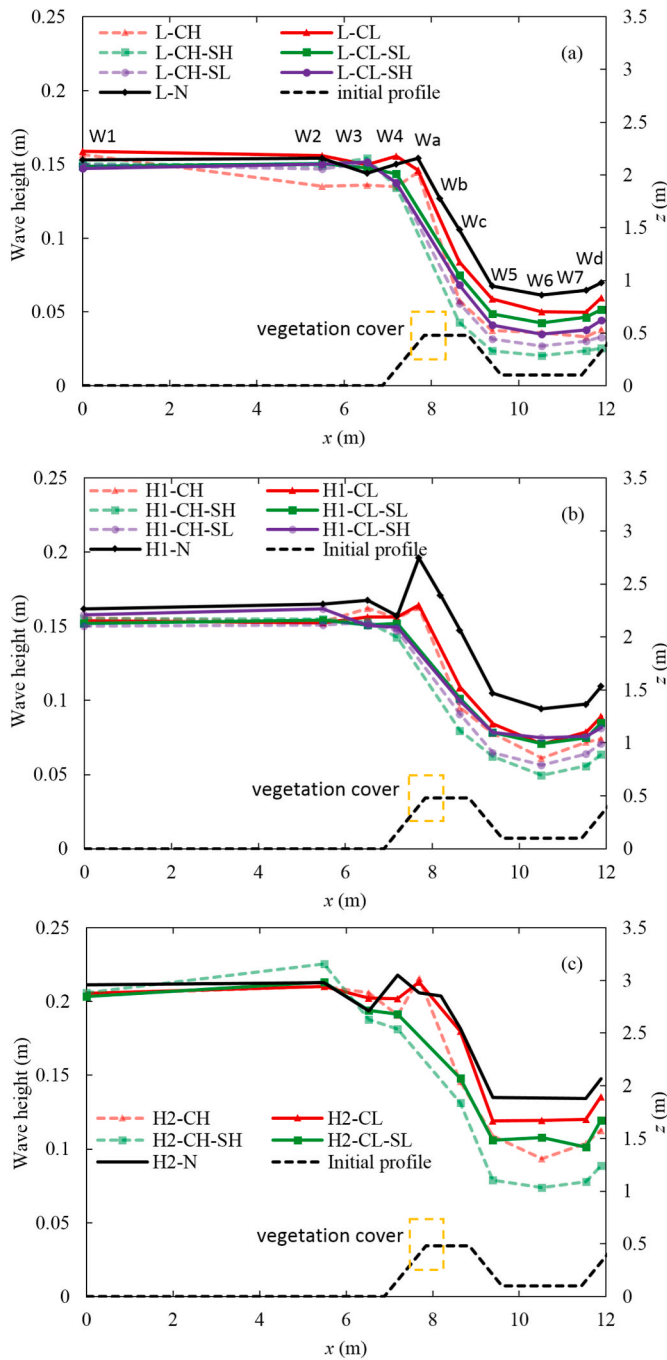 0.25
3.5
L-CH
L-CL
L-CH-SH
L-CL-SL
(a)
3
L-CH-SL
L-CL-SH
0.2
L-N
initial profile
2.5
W1
W2
W3
W4
Wa
0.15
2
Wb
Wc
1.5
0.1
W5
W6
W7
Wd
1
vegetation cover
0.05
0.5
0
0
0
2
4
6
8
10
12
Wave height (m)
z (m)
x (m)
0.25
3.5
H1-CH
H1-CL
H1-CH-SH
H1-CL-SL
(b)
3
H1-CH-SL
H1-CL-SH
0.2
H1-N
Initial profile
2.5
0.15
2
1.5
0.1
1
0.05
vegetation cover
0.5
0
0
0
2
4
6
8
10
12
Wave height (m)
z (m)
x (m)
0.25
3.5
(c)
3
0.2
2.5
0.15
2
H2-CH
H2-CL
0.1
H2-CH-SH
H2-CL-SL
1.5
H2-N
Initial profile
1
0.05
vegetation cover
0.5
0
0
0
2
4
6
8
10
12
Wave height (m)
z (m)
x (m)